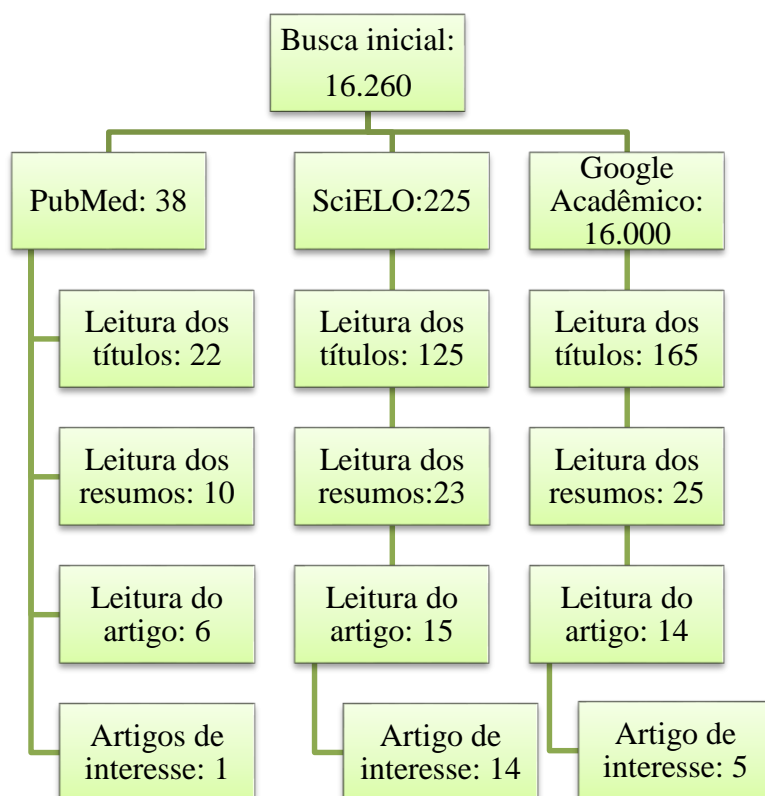 Busca inicial:
16.260
PubMed: 38
SciELO:225
Google
Acadêmico:
16.000
Leitura dos
títulos: 22
Leitura dos
títulos: 125
Leitura dos
títulos: 165
Leitura dos
resumos: 10
Leitura dos
resumos:23
Leitura dos
resumos: 25
Leitura do
artigo: 6
Leitura do
artigo: 15
Leitura do
artigo: 14
Artigos de
interesse: 1
Artigo de
interesse: 14
Artigo de
interesse: 5